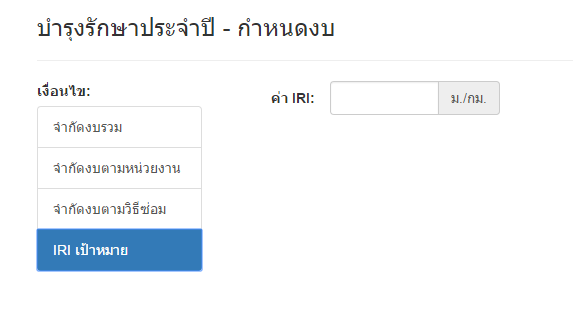 บำรุงรักษาประจำปี - กำหนดงบ
เงื่อนไข:
จำกัดงบรวม
จำกัดงบตามหน่วยงาน
จำกัดงบตามวิธีซ่อม
IRI เป้าหมาย
ค่า IRI:
ม./กม.